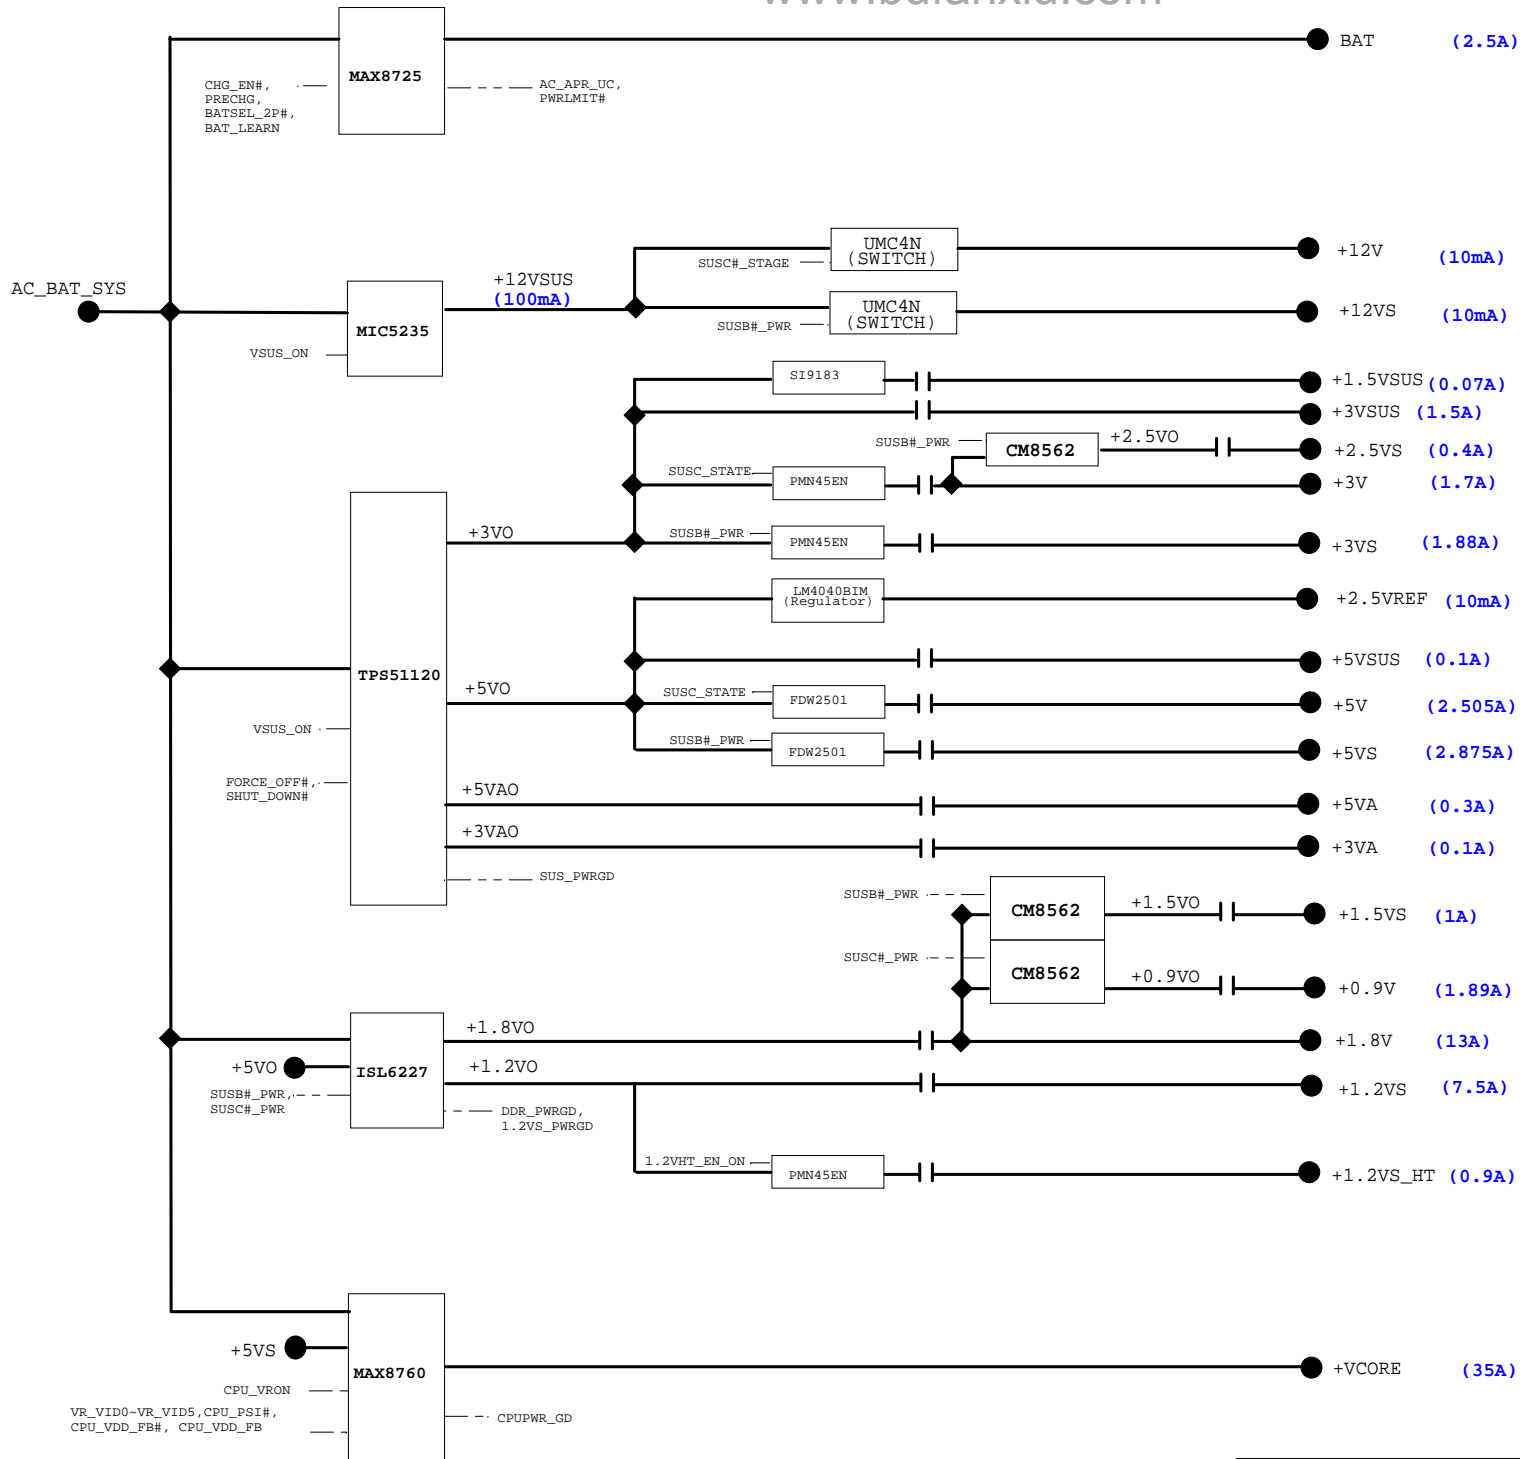 www.bufanxiu.com
BAT (2.5A)
MAX8725
CHG_EN#,
PRECHG,
BATSEL_2P#,
BAT_LEARN
AC_APR_UC,
PWRLMIT#
UMC4N
(SWITCH)
SUSC#_STAGE
+12V (10mA)
AC_BAT_SYS
+12VSUS
(100mA)
UMC4N
(SWITCH)
SUSB#_PWR
+12VS (10mA)
MIC5235
VSUS_ON
SI9183
+1.5VSUS (0.07A)
+3VSUS (1.5A)
SUSB#_PWR
CM8562
+2.5VO
+2.5VS (0.4A)
SUSC_STATE
PMN45EN
+3V (1.7A)
+3VO
SUSB#_PWR
PMN45EN
+3VS (1.88A)
LM4040BIM
(Regulator)
+2.5VREF (10mA)
+5VSUS (0.1A)
TPS51120
+5VO
SUSC_STATE
FDW2501
+5V (2.505A)
VSUS_ON
SUSB#_PWR
FDW2501
+5VS (2.875A)
FORCE_OFF#,
SHUT_DOWN#
+5VAO
+5VA (0.3A)
+3VAO
+3VA (0.1A)
SUS_PWRGD
SUSB#_PWR
CM8562
+1.5VO
+1.5VS (1A)
SUSC#_PWR
CM8562
+0.9VO
+0.9V (1.89A)
+1.8VO
+1.8V (13A)
+5VO
ISL6227
+1.2VO
+1.2VS (7.5A)
SUSB#_PWR,
SUSC#_PWR
DDR_PWRGD,
1.2VS_PWRGD
1.2VHT_EN_ON
PMN45EN
+1.2VS_HT (0.9A)
+5VS
MAX8760
+VCORE (35A)
CPU_VRON
VR_VID0~VR_VID5,CPU_PSI#,
CPU_VDD_FB#, CPU_VDD_FB
CPUPWR_GD